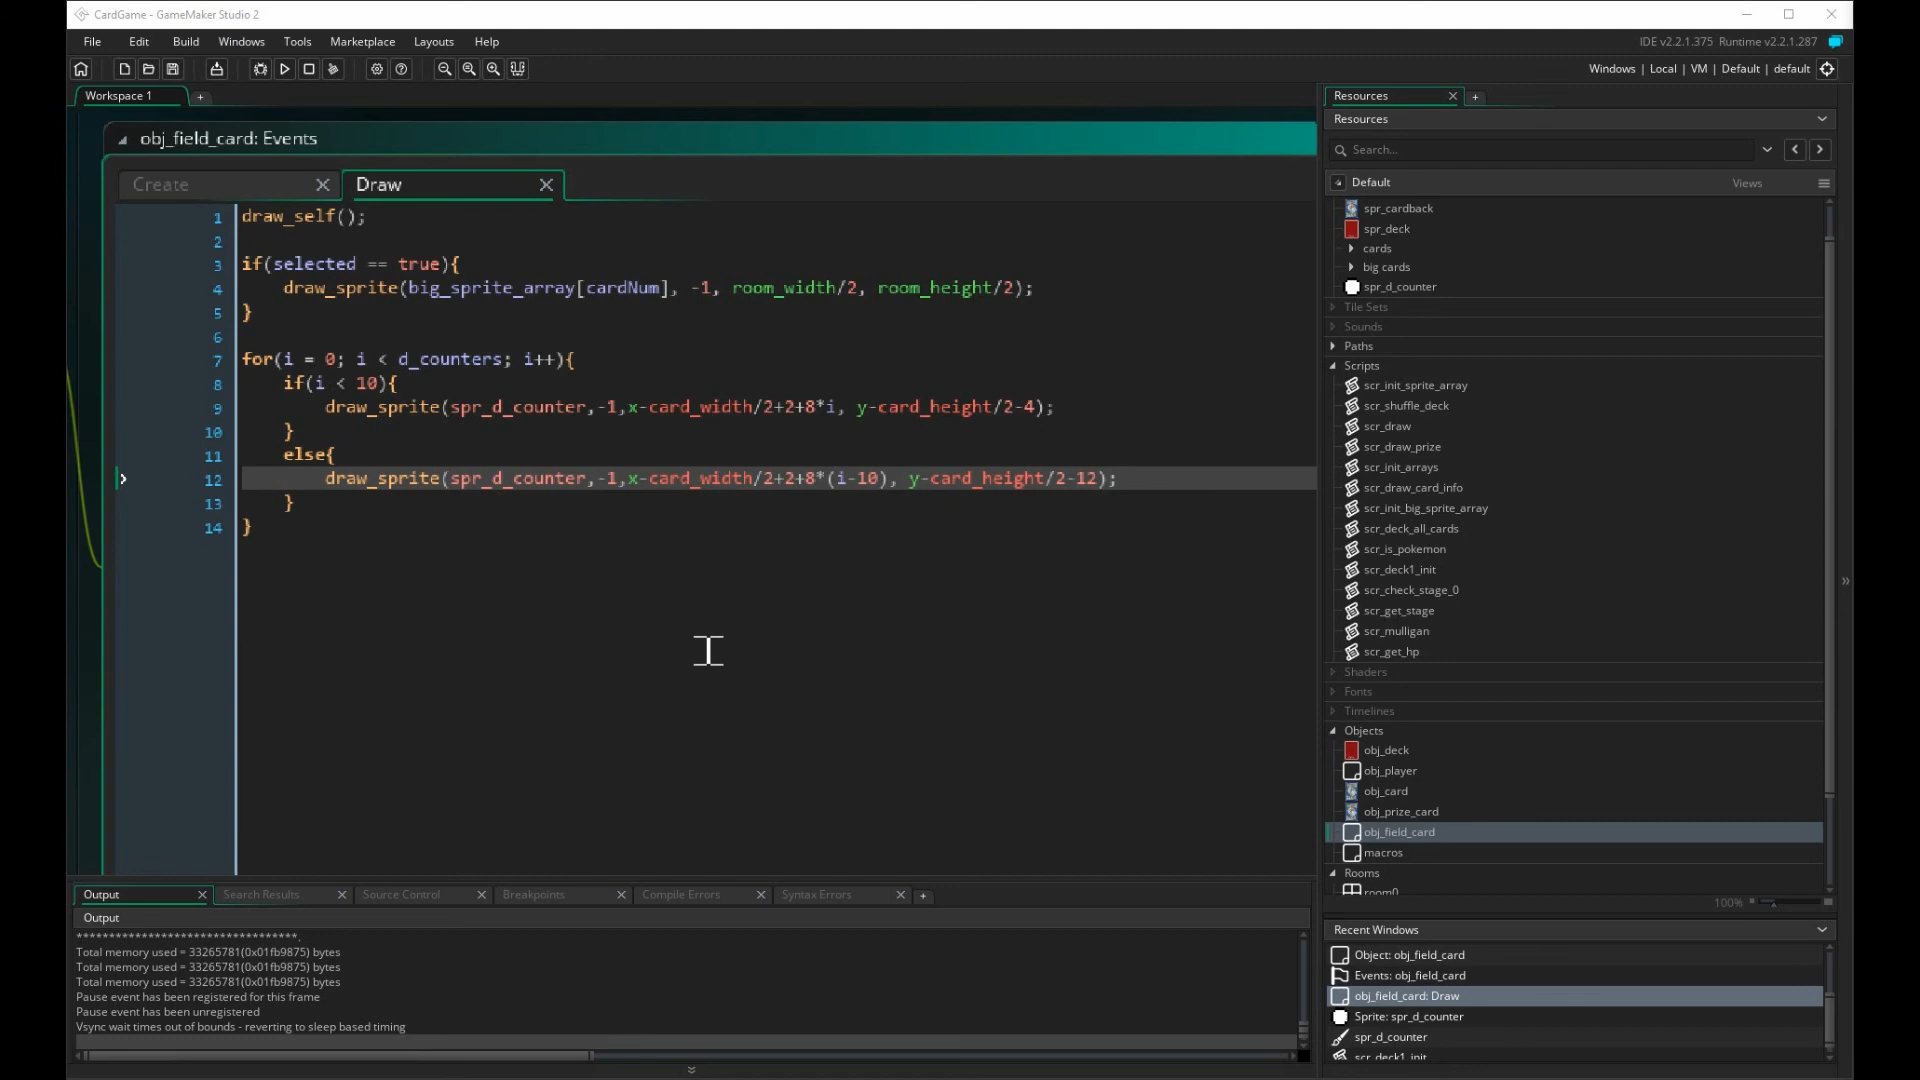 CardGame - GameMaker Studio 2
File Edit Build Windows Tools Marketplace Layouts Help
IDE v2.2.1.375 Runtime v2.2.1.287
Windows | Local | VM | Default | default
Workspace 1
+
obj_field_card: Events
Create
Draw
1 draw_self();
2
3 if(selected == true){
4 draw_sprite(big_sprite_array[cardNum], -1, room_width/2, room_height/2);
5 }
6
7 for(i = 0; i < d_counters; i++){
8 if(i < 10){
9 draw_sprite(spr_d_counter,-1,x-card_width/2+2+8*i, y-card_height/2-4);
10 }
11 else{
12 draw_sprite(spr_d_counter,-1,x-card_width/2+2+8*(i-10), y-card_height/2-12);
13 }
14 }
Output
Search Results
Source Control
Breakpoints
Compile Errors
Syntax Errors
+
Output
**********************************.
Total memory used = 33265781(0x01fb9875) bytes
Total memory used = 33265781(0x01fb9875) bytes
Total memory used = 33265781(0x01fb9875) bytes
Pause event has been registered for this frame
Pause event has been unregistered
Vsync wait times out of bounds - reverting to sleep based timing
Resources
+
Resources
Search...
Default
Views
spr_cardback
spr_deck
cards
big cards
spr_d_counter
Tile Sets
Sounds
Paths
Scripts
scr_init_sprite_array
scr_shuffle_deck
scr_draw
scr_draw_prize
scr_init_arrays
scr_draw_card_info
scr_init_big_sprite_array
scr_deck_all_cards
scr_is_pokemon
scr_deck1_init
scr_check_stage_0
scr_get_stage
scr_mulligan
scr_get_hp
Shaders
Fonts
Timelines
Objects
obj_deck
obj_player
obj_card
obj_prize_card
obj_field_card
macros
Rooms
room0
100%
Recent Windows
Object: obj_field_card
Events: obj_field_card
obj_field_card: Draw
Sprite: spr_d_counter
spr_d_counter
scr_deck1_init